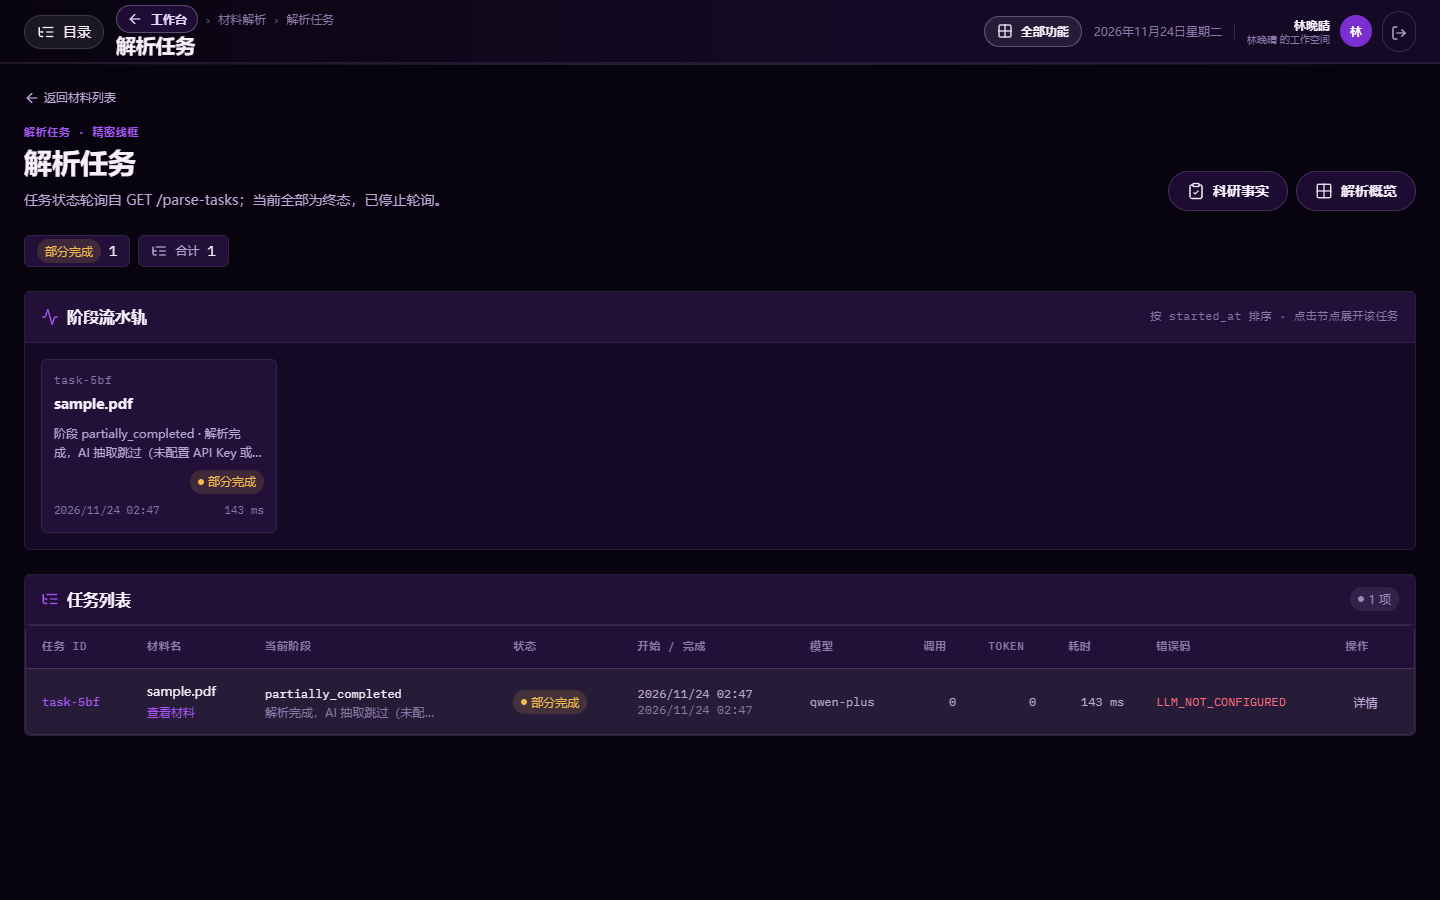 目录
工作台 › 材料解析 › 解析任务
解析任务
全部功能
2026年11月24日星期二
林晚晴
林晚晴 的工作空间
林
返回材料列表
解析任务 · 精密线框
解析任务
任务状态轮询自 GET /parse-tasks；当前全部为终态，已停止轮询。
科研事实
解析概览
部分完成 1
合计 1
阶段流水轨
按 started_at 排序 · 点击节点展开该任务
task-5bf
sample.pdf
阶段 partially_completed · 解析完
成，AI 抽取跳过（未配置 API Key 或...
部分完成
2026/11/24 02:47 143 ms
任务列表
1 项
任务 ID 材料名 当前阶段 状态 开始 / 完成 模型 调用 TOKEN 耗时 错误码 操作
task-5bf
sample.pdf
查看材料
partially_completed
解析完成，AI 抽取跳过（未配...
部分完成
2026/11/24 02:47
2026/11/24 02:47
qwen-plus
0
0
143 ms
LLM_NOT_CONFIGURED
详情